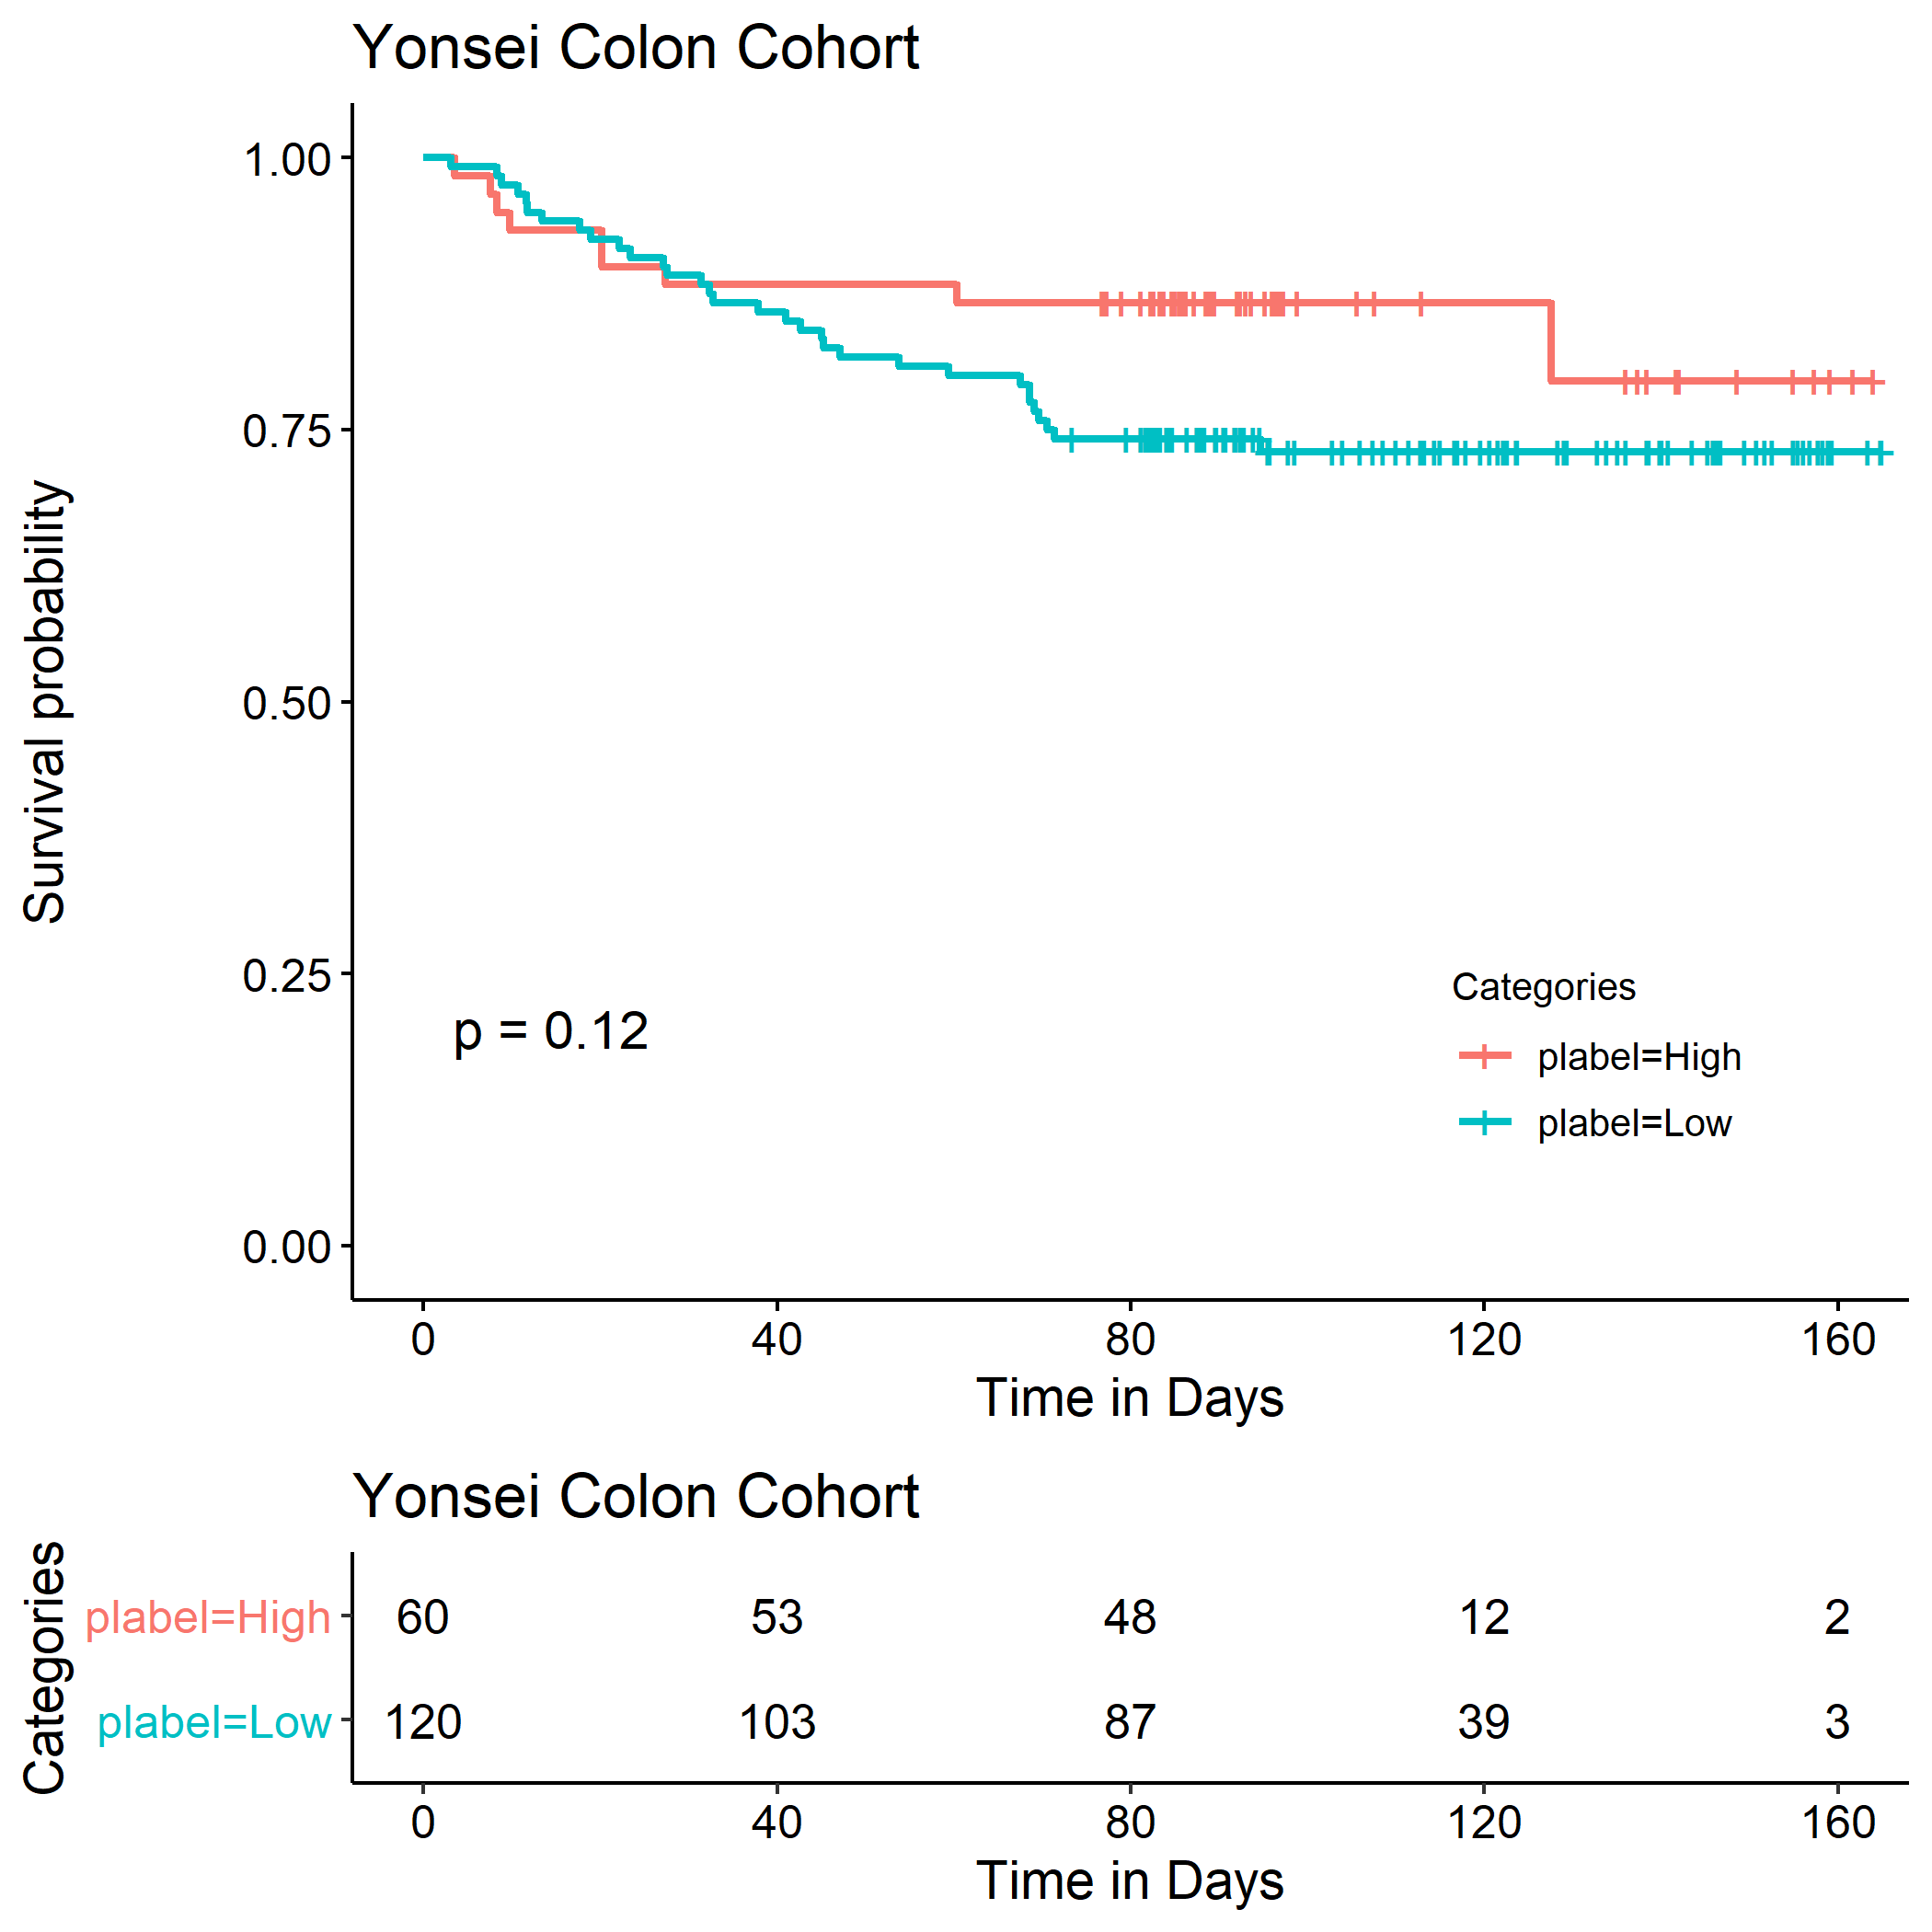 Yonsei Colon Cohort
1.00
0.75
0.50
0.25
0.00
Survival probability
p = 0.12
Categories
plabel=High
plabel=Low
0 40 80 120 160
Time in Days
Yonsei Colon Cohort
Categories
plabel=High 60 53 48 12 2
plabel=Low 120 103 87 39 3
0 40 80 120 160
Time in Days